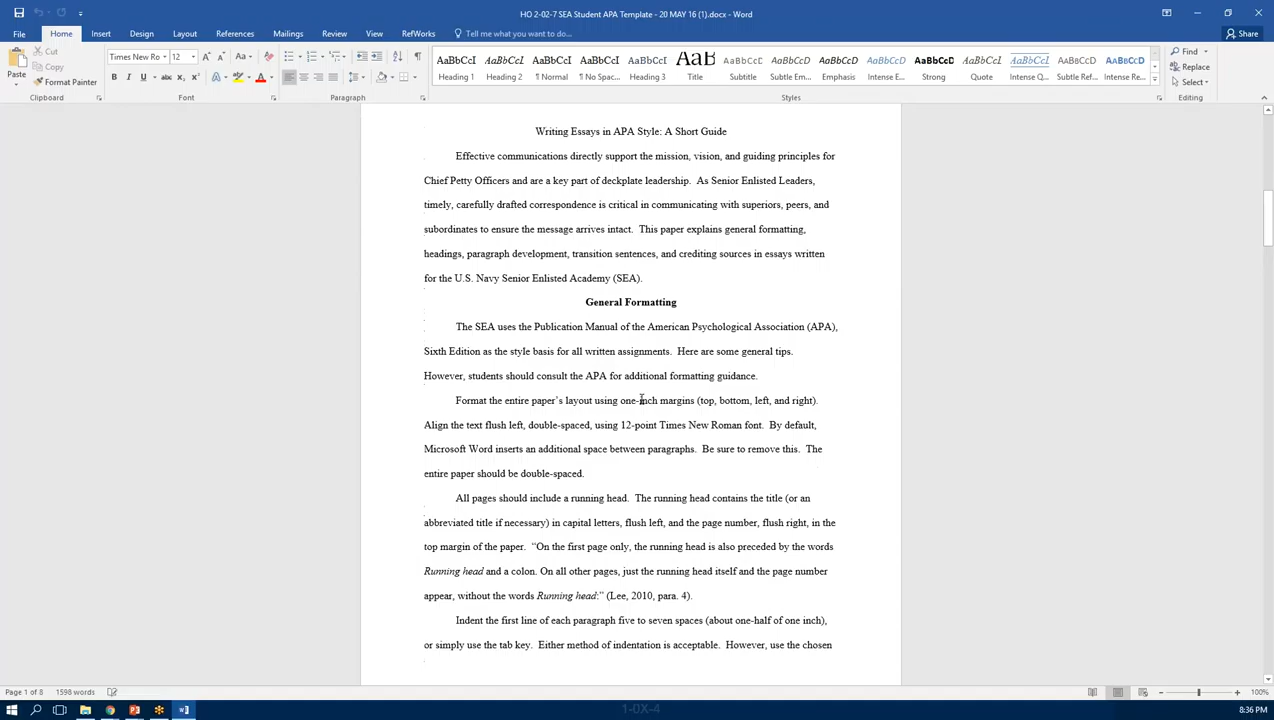 HO 2-02-7 SEA Student APA Template - 20 MAY 16 (1).docx - Word
File Home Insert Design Layout References Mailings Review View RefWorks Tell me what you want to do... Share
Paste
Cut
Copy
Format Painter
Clipboard
Times New Ro 12
Font
Paragraph
AaBbCcI AaBbCcI AaBbCcI AaBbCcI AaBbCcI AaB AaBbCcD AaBbCcD AaBbCcD AaBbCcD AaBbCcD AaBbCcD AaBbCcD AaBbCcD AaBbCcD
Heading 1 Heading 2 ¶ Normal ¶ No Spac... Heading 3 Title Subtitle Subtle Em... Emphasis Intense E... Strong Quote Intense Q... Subtle Ref... Intense Re...
Styles
Find
Replace
Select
Editing
Writing Essays in APA Style: A Short Guide
Effective communications directly support the mission, vision, and guiding principles for
Chief Petty Officers and are a key part of deckplate leadership.  As Senior Enlisted Leaders,
timely, carefully drafted correspondence is critical in communicating with superiors, peers, and
subordinates to ensure the message arrives intact.  This paper explains general formatting,
headings, paragraph development, transition sentences, and crediting sources in essays written
for the U.S. Navy Senior Enlisted Academy (SEA).
General Formatting
The SEA uses the Publication Manual of the American Psychological Association (APA),
Sixth Edition as the style basis for all written assignments.  Here are some general tips.
However, students should consult the APA for additional formatting guidance.
Format the entire paper’s layout using one-inch margins (top, bottom, left, and right).
Align the text flush left, double-spaced, using 12-point Times New Roman font.  By default,
Microsoft Word inserts an additional space between paragraphs.  Be sure to remove this.  The
entire paper should be double-spaced.
All pages should include a running head.  The running head contains the title (or an
abbreviated title if necessary) in capital letters, flush left, and the page number, flush right, in the
top margin of the paper.  “On the first page only, the running head is also preceded by the words
Running head and a colon. On all other pages, just the running head itself and the page number
appear, without the words Running head:” (Lee, 2010, para. 4).
Indent the first line of each paragraph five to seven spaces (about one-half of one inch),
or simply use the tab key.  Either method of indentation is acceptable.  However, use the chosen
Page 1 of 8 1598 words 100%
1-0X-4
8:36 PM